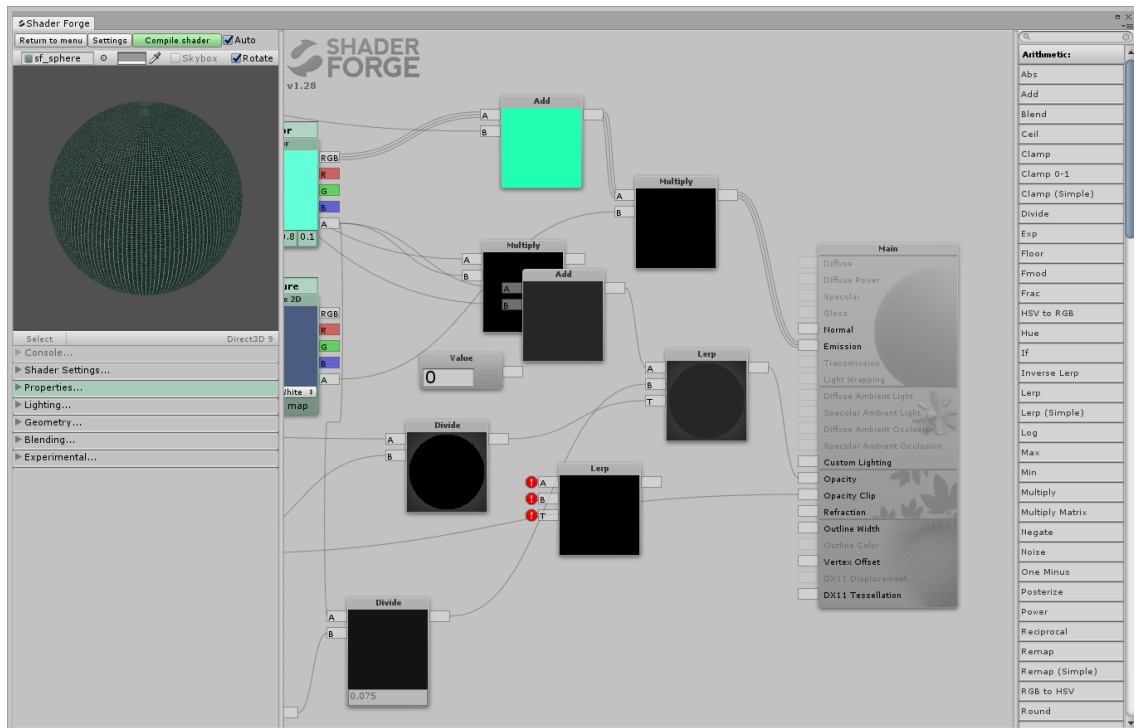 Shader Forge
Return to menu Settings Compile shader Auto
sf_sphere Skybox Rotate
SHADER
FORGE
v1.28
Select Direct3D 9
Console...
Shader Settings...
Properties...
Lighting...
Geometry...
Blending...
Experimental...
RGB
R
G
B
A
0.8 0.1
ure
e 2D
RGB
R
G
B
A
White
map
Add
A
B
Multiply
A
B
Multiply
A
B
Add
A
B
Value
0
Lerp
A
B
T
Divide
A
B
Lerp
! A
! B
! T
Divide
A
B
0.075
Main
Diffuse
Diffuse Power
Specular
Gloss
Normal
Emission
Transmission
Light Wrapping
Diffuse Ambient Light
Specular Ambient Light
Diffuse Ambient Occlusion
Specular Ambient Occlusion
Custom Lighting
Opacity
Opacity Clip
Refraction
Outline Width
Outline Color
Vertex Offset
DX11 Displacement
DX11 Tessellation
Arithmetic:
Abs
Add
Blend
Ceil
Clamp
Clamp 0-1
Clamp (Simple)
Divide
Exp
Floor
Fmod
Frac
HSV to RGB
Hue
If
Inverse Lerp
Lerp
Lerp (Simple)
Log
Max
Min
Multiply
Multiply Matrix
Negate
Noise
One Minus
Posterize
Power
Reciprocal
Remap
Remap (Simple)
RGB to HSV
Round